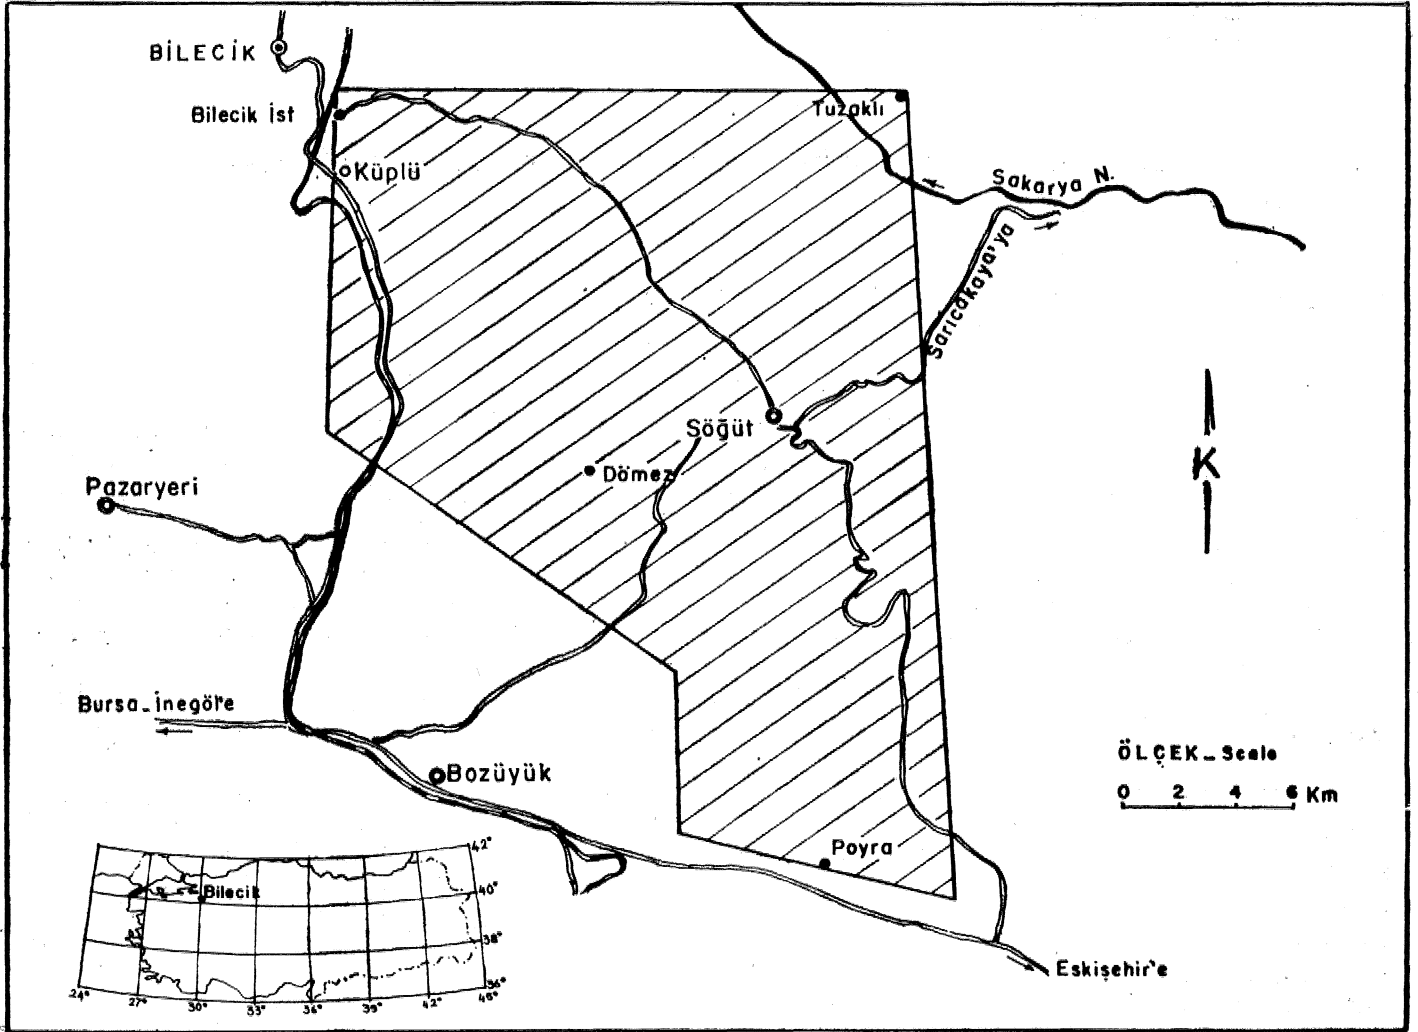 BİLECİK
Bilecik İst
Tuzaklı
Küplü
Sakarya N.
Sarıcakaya'ya
Söğüt
K
Dömez
Pazaryeri
Bursa_İnegöl'e
ÖLÇEK_Scale
Bozüyük
0 2 4 6 Km
Poyra
42°
Bilecik
40°
38°
Eskişehir'e
36°
24° 27° 30° 33° 36° 39° 42° 45°